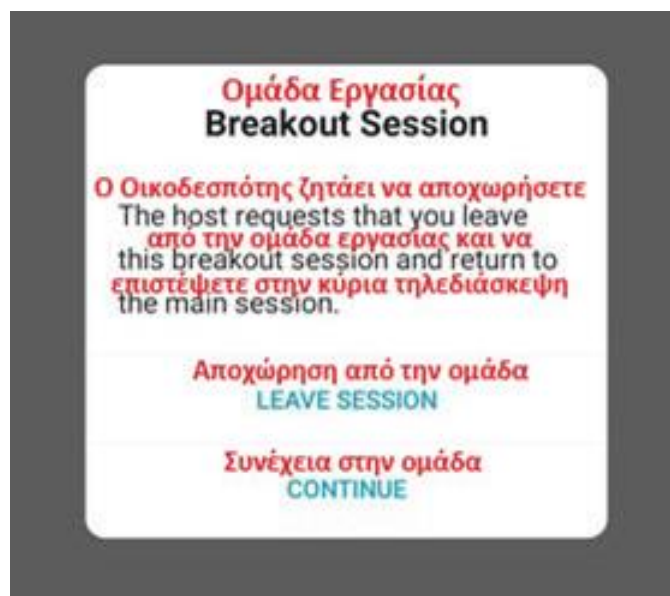 Ομάδα Εργασίας
Breakout Session
Ο Οικοδεσπότης ζητάει να αποχωρήσετε
The host requests that you leave
από την ομάδα εργασίας και να
this breakout session and return to
επιστέψετε στην κύρια τηλεδιάσκεψη
the main session.
Αποχώρηση από την ομάδα
LEAVE SESSION
Συνέχεια στην ομάδα
CONTINUE